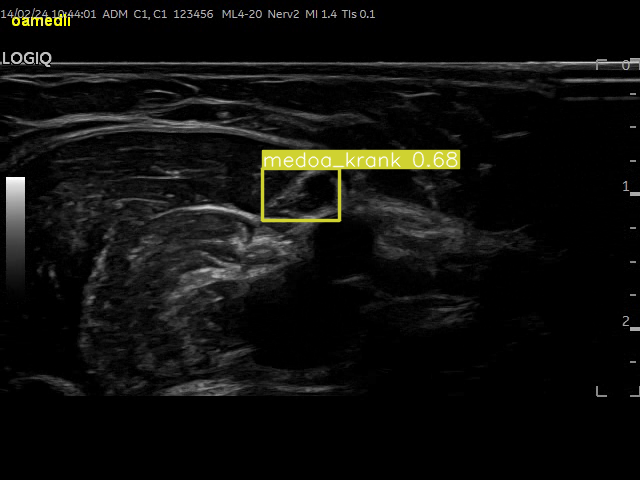 14/02/24 10:44:01 ADM C1, C1 123456 ML4-20 Nerv2 MI 1.4 TIs 0.1
oamedli
LOGIQ
0
medoa_krank 0.68
1
2